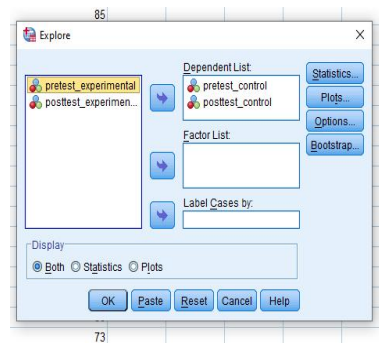 85
Explore
Dependent List:
pretest_experimental
posttest_experimen...
pretest_control
posttest_control
Statistics...
Plots...
Options...
Bootstrap...
Factor List:
Label Cases by:
Display
Both Statistics Plots
OK Paste Reset Cancel Help
73